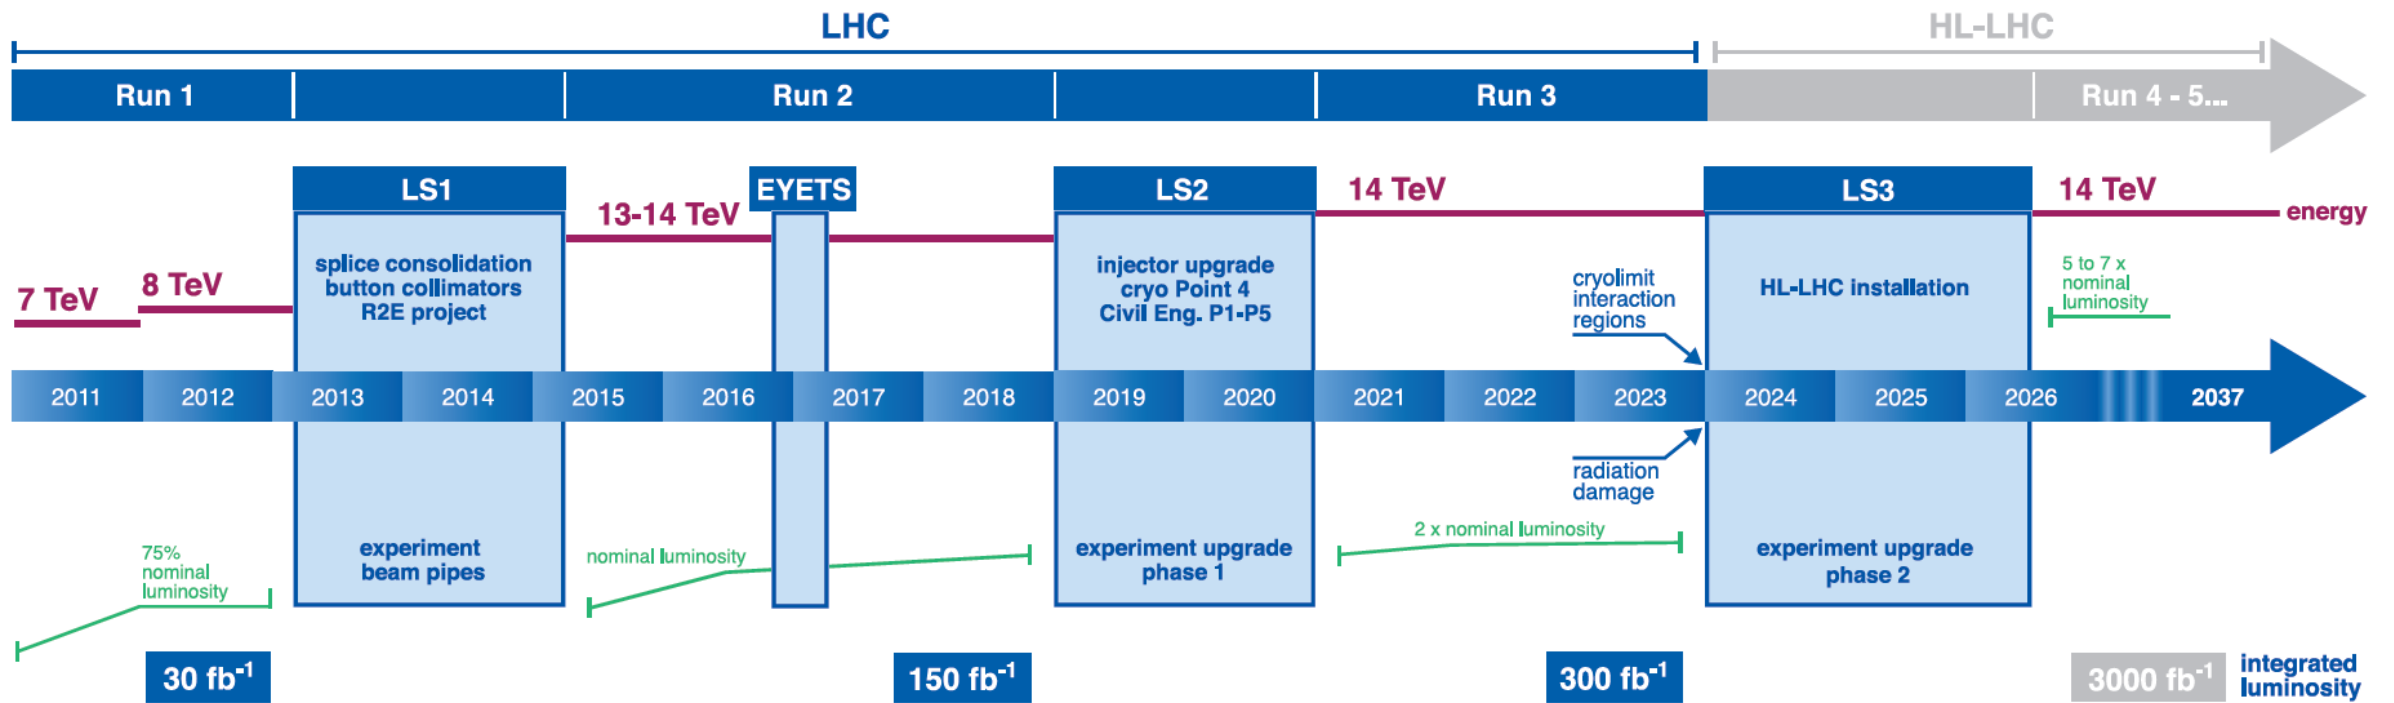 LHC
HL-LHC
Run 1
Run 2
Run 3
Run 4 - 5...
LS1
EYETS
LS2
LS3
7 TeV
8 TeV
13-14 TeV
14 TeV
14 TeV
energy
splice consolidation
button collimators
R2E project
injector upgrade
cryo Point 4
Civil Eng. P1-P5
cryolimit
interaction
regions
HL-LHC installation
5 to 7 x
nominal
luminosity
2011
2012
2013
2014
2015
2016
2017
2018
2019
2020
2021
2022
2023
2024
2025
2026
2037
radiation
damage
75%
nominal
luminosity
experiment
beam pipes
nominal luminosity
experiment upgrade
phase 1
2 x nominal luminosity
experiment upgrade
phase 2
30 fb⁻¹
150 fb⁻¹
300 fb⁻¹
3000 fb⁻¹
integrated
luminosity